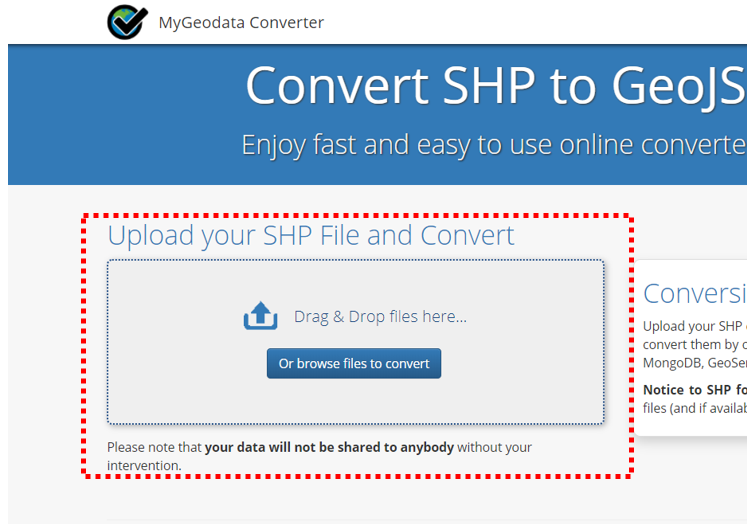 MyGeodata Converter
Convert SHP to GeoJS
Enjoy fast and easy to use online converte
Upload your SHP File and Convert
Drag & Drop files here...
Or browse files to convert
Please note that your data will not be shared to anybody without your
intervention.
Conversi
Upload your SHP
convert them by c
MongoDB, GeoSer
Notice to SHP fo
files (and if availab